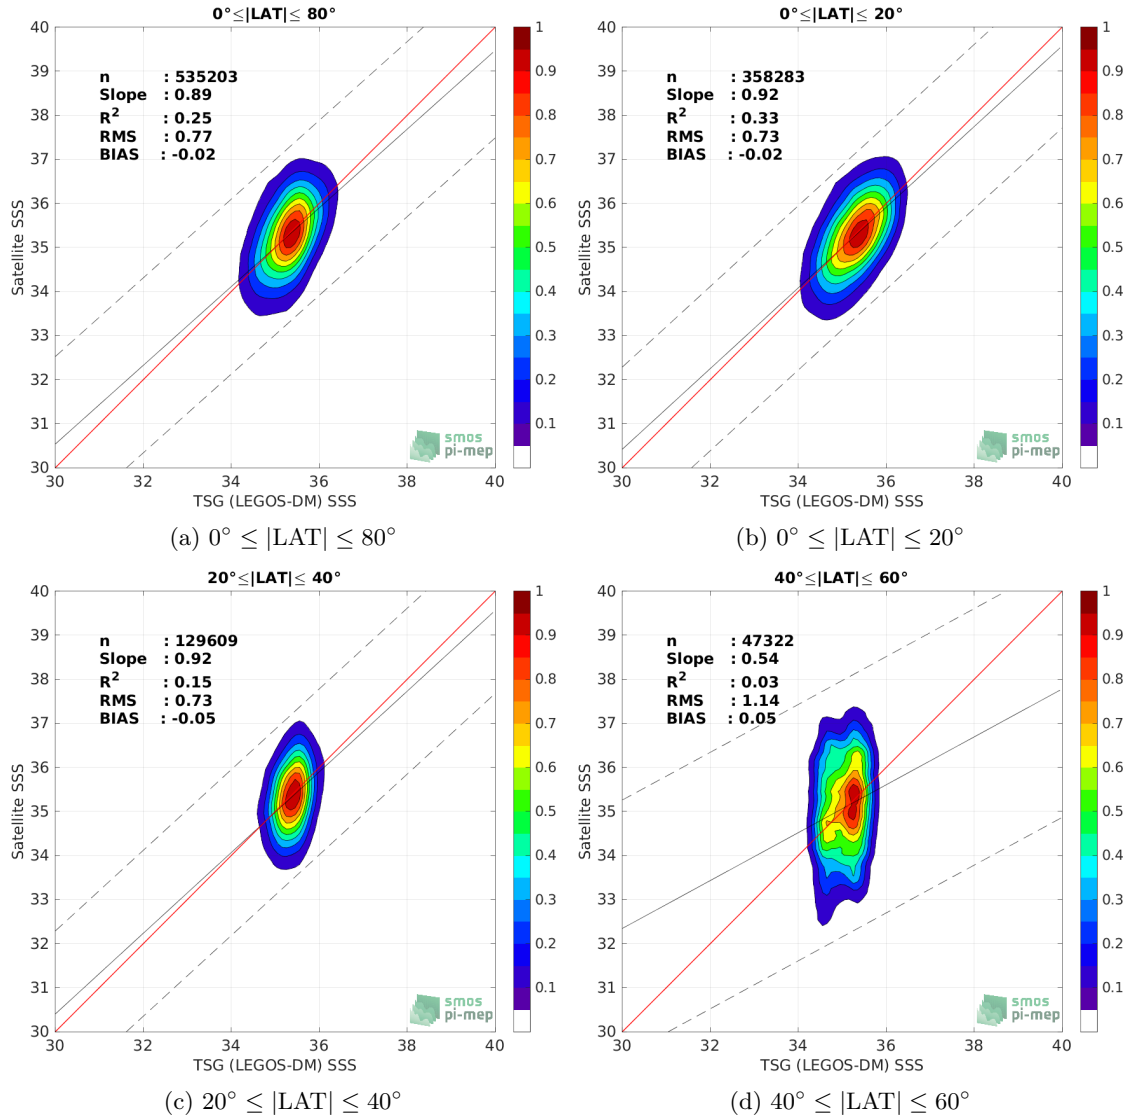 0°≤|LAT|≤ 80°
n : 535203
Slope : 0.89
R2 : 0.25
RMS : 0.77
BIAS : -0.02
40
39
38
37
36
35
34
33
32
31
30
30 32 34 36 38 40
Satellite SSS
TSG (LEGOS-DM) SSS
1
0.9
0.8
0.7
0.6
0.5
0.4
0.3
0.2
0.1
smos
pi-mep
(a) 0° ≤ |LAT| ≤ 80°
0°≤|LAT|≤ 20°
n : 358283
Slope : 0.92
R2 : 0.33
RMS : 0.73
BIAS : -0.02
40
39
38
37
36
35
34
33
32
31
30
30 32 34 36 38 40
Satellite SSS
TSG (LEGOS-DM) SSS
1
0.9
0.8
0.7
0.6
0.5
0.4
0.3
0.2
0.1
smos
pi-mep
(b) 0° ≤ |LAT| ≤ 20°
20°≤|LAT|≤ 40°
n : 129609
Slope : 0.92
R2 : 0.15
RMS : 0.73
BIAS : -0.05
40
39
38
37
36
35
34
33
32
31
30
30 32 34 36 38 40
Satellite SSS
TSG (LEGOS-DM) SSS
1
0.9
0.8
0.7
0.6
0.5
0.4
0.3
0.2
0.1
smos
pi-mep
(c) 20° ≤ |LAT| ≤ 40°
40°≤|LAT|≤ 60°
n : 47322
Slope : 0.54
R2 : 0.03
RMS : 1.14
BIAS : 0.05
40
39
38
37
36
35
34
33
32
31
30
30 32 34 36 38 40
Satellite SSS
TSG (LEGOS-DM) SSS
1
0.9
0.8
0.7
0.6
0.5
0.4
0.3
0.2
0.1
smos
pi-mep
(d) 40° ≤ |LAT| ≤ 60°